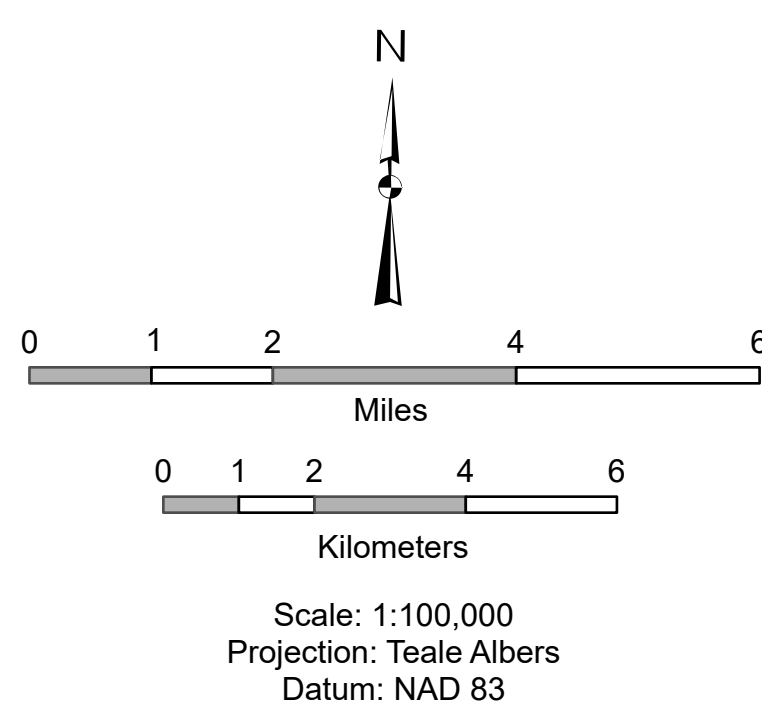 N
0 1 2 4 6
Miles
0 1 2 4 6
Kilometers
Scale: 1:100,000
Projection: Teale Albers
Datum: NAD 83